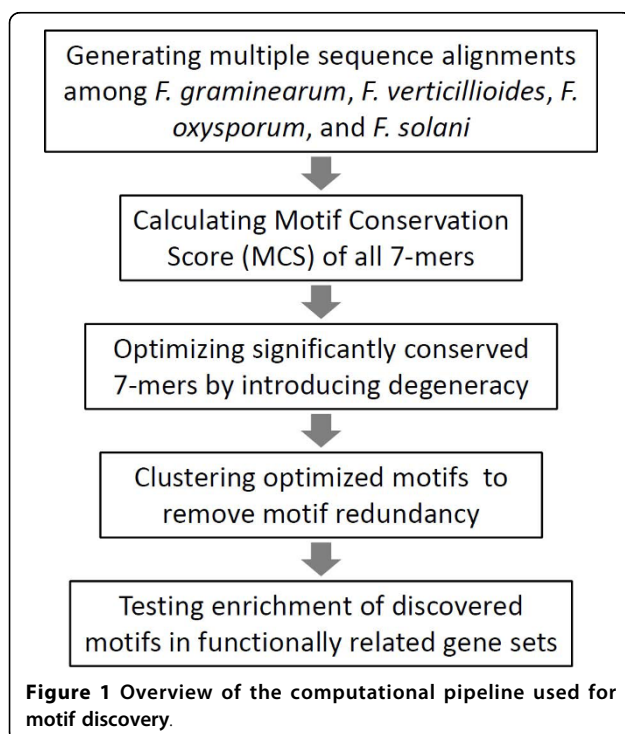 Generating multiple sequence alignments
among F. graminearum, F. verticillioides, F.
oxysporum, and F. solani
Calculating Motif Conservation
Score (MCS) of all 7-mers
Optimizing significantly conserved
7-mers by introducing degeneracy
Clustering optimized motifs to
remove motif redundancy
Testing enrichment of discovered
motifs in functionally related gene sets
Figure 1 Overview of the computational pipeline used for
motif discovery.